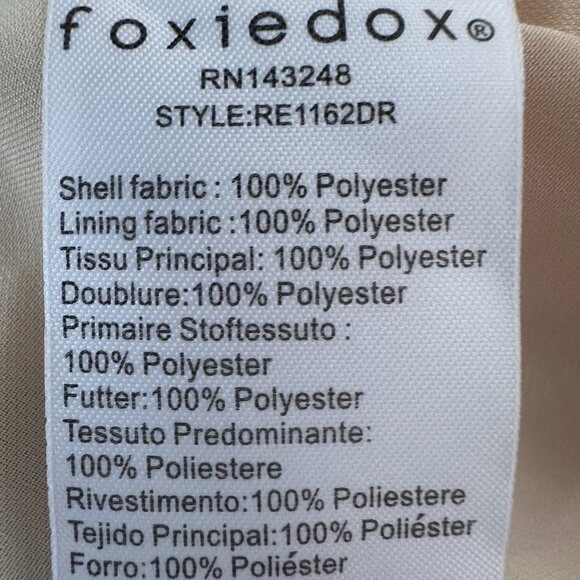 foxiedox®
RN143248
STYLE:RE1162DR
Shell fabric : 100% Polyester
Lining fabric :100% Polyester
Tissu Principal: 100% Polyester
Doublure:100% Polyester
Primaire Stoftessuto :
100% Polyester
Futter:100% Polyester
Tessuto Predominante:
100% Poliestere
Rivestimento:100% Poliestere
Tejido Principal:100% Poliéster
Forro:100% Poliéster